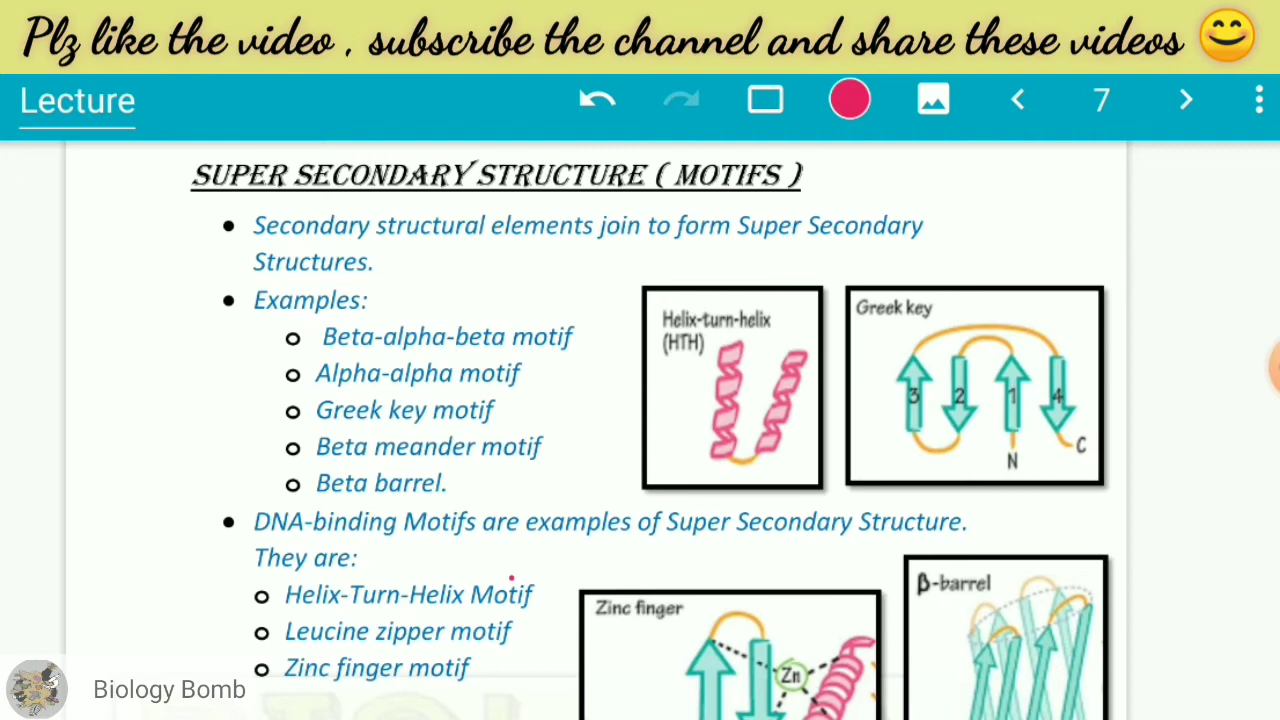 Plz like the video , subscribe the channel and share these videos 😊
Lecture
7
SUPER SECONDARY STRUCTURE ( MOTIFS )
• Secondary structural elements join to form Super Secondary
Structures.
• Examples:
o Beta-alpha-beta motif
o Alpha-alpha motif
o Greek key motif
o Beta meander motif
o Beta barrel.
Helix-turn-helix
(HTH)
Greek key
3 2 1 4
N
C
• DNA-binding Motifs are examples of Super Secondary Structure.
They are:
o Helix-Turn-Helix Motif
o Leucine zipper motif
o Zinc finger motif
Zinc finger
Zn
β-barrel
Biology Bomb